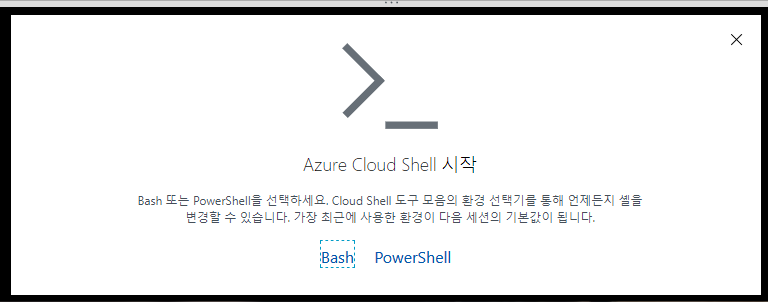 Azure Cloud Shell 시작
Bash 또는 PowerShell을 선택하세요. Cloud Shell 도구 모음의 환경 선택기를 통해 언제든지 셸을
변경할 수 있습니다. 가장 최근에 사용한 환경이 다음 세션의 기본값이 됩니다.
Bash PowerShell